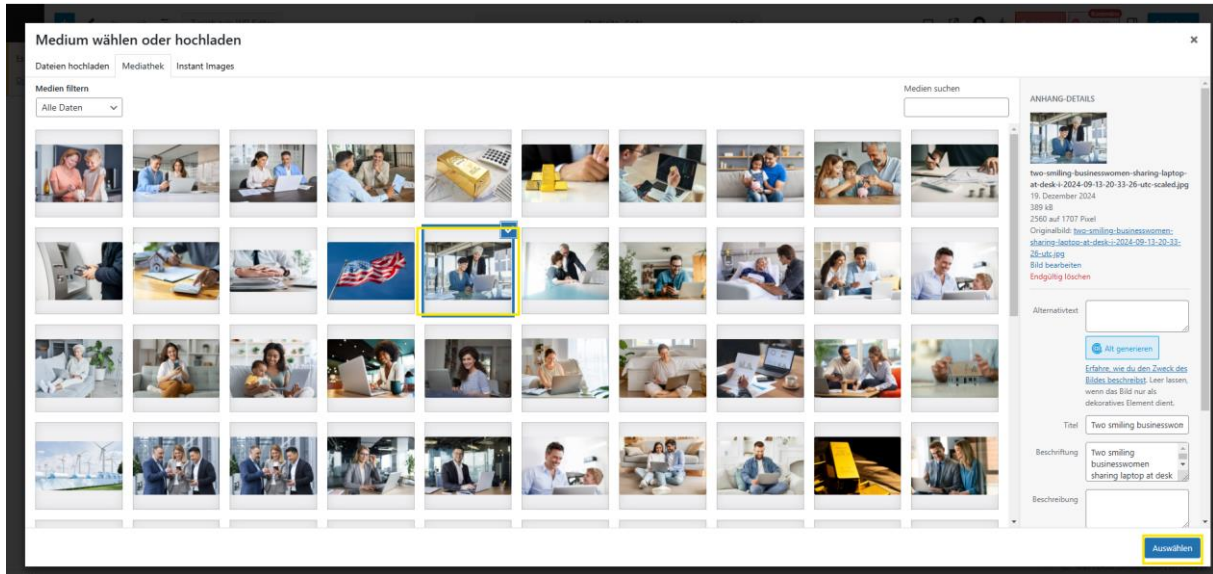 Medium wählen oder hochladen
Dateien hochladen Mediathek Instant Images
Medien filtern
Alle Daten
Medien suchen
ANHANG-DETAILS
two-smiling-businesswomen-sharing-laptop-
at-desk-i-2024-09-13-20-33-26-utc-scaled.jpg
19. Dezember 2024
389 kB
2560 auf 1707 Pixel
Originalbild: two-smiling-businesswomen-
sharing-laptop-at-desk-i-2024-09-13-20-33-
26-utc.jpg
Bild bearbeiten
Endgültig löschen
Alternativtext
Alt generieren
Erfahre, wie du den Zweck des
Bildes beschreibst. Leer lassen,
wenn das Bild nur als
dekoratives Element dient.
Titel Two smiling businesswon
Beschriftung Two smiling
businesswomen
sharing laptop at desk
Beschreibung
Auswählen